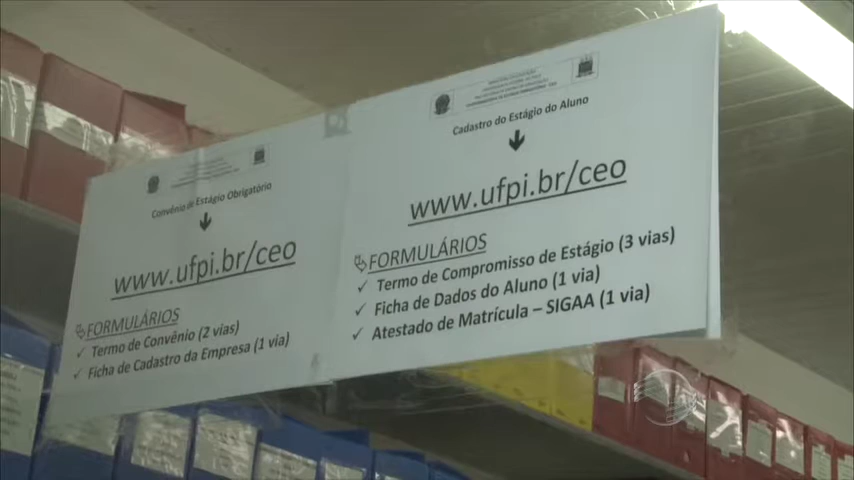 Convênio de Estágio Obrigatório
www.ufpi.br/ceo
FORMULÁRIOS
✓ Termo de Convênio (2 vias)
✓ Ficha de Cadastro da Empresa (1 via)
Cadastro do Estágio do Aluno
www.ufpi.br/ceo
FORMULÁRIOS
✓ Termo de Compromisso de Estágio (3 vias)
✓ Ficha de Dados do Aluno (1 via)
✓ Atestado de Matrícula – SIGAA (1 via)